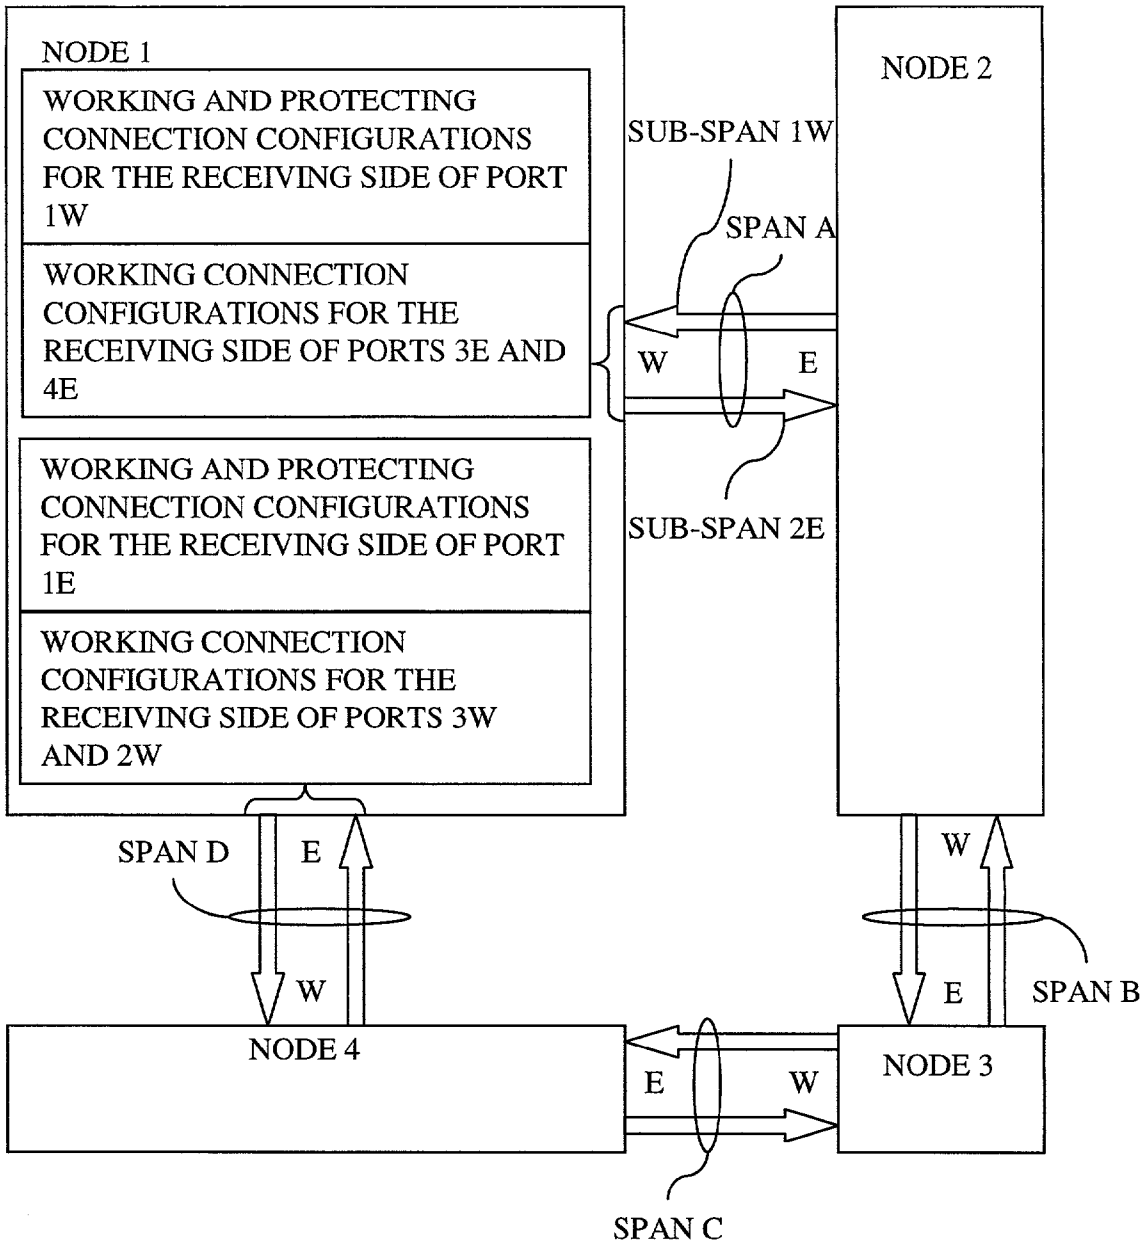 NODE 1
WORKING AND PROTECTING
CONNECTION CONFIGURATIONS
FOR THE RECEIVING SIDE OF PORT
1W
WORKING CONNECTION
CONFIGURATIONS FOR THE
RECEIVING SIDE OF PORTS 3E AND
4E
WORKING AND PROTECTING
CONNECTION CONFIGURATIONS
FOR THE RECEIVING SIDE OF PORT
1E
WORKING CONNECTION
CONFIGURATIONS FOR THE
RECEIVING SIDE OF PORTS 3W
AND 2W
SUB-SPAN 1W
SPAN A
W
E
SUB-SPAN 2E
NODE 2
SPAN D
E
W
W
E
SPAN B
NODE 4
E
W
NODE 3
SPAN C